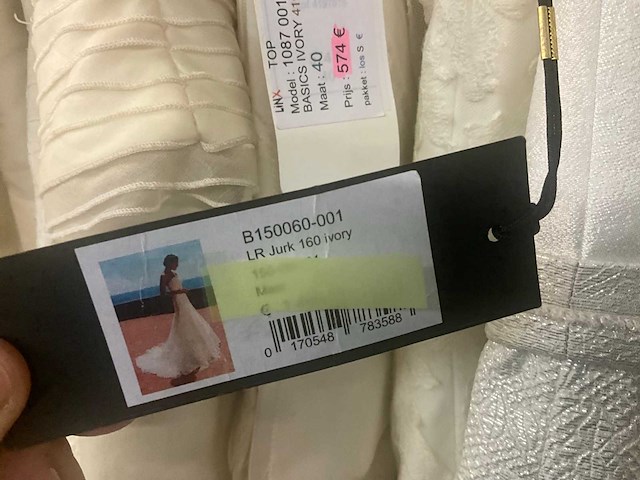 LiNX TOP
Model : 1087 001
BASICS IVORY 41
Maat : 40
Prijs : 574 €
pakket : los S €
B150060-001
LR Jurk 160 ivory
0 170548 783588